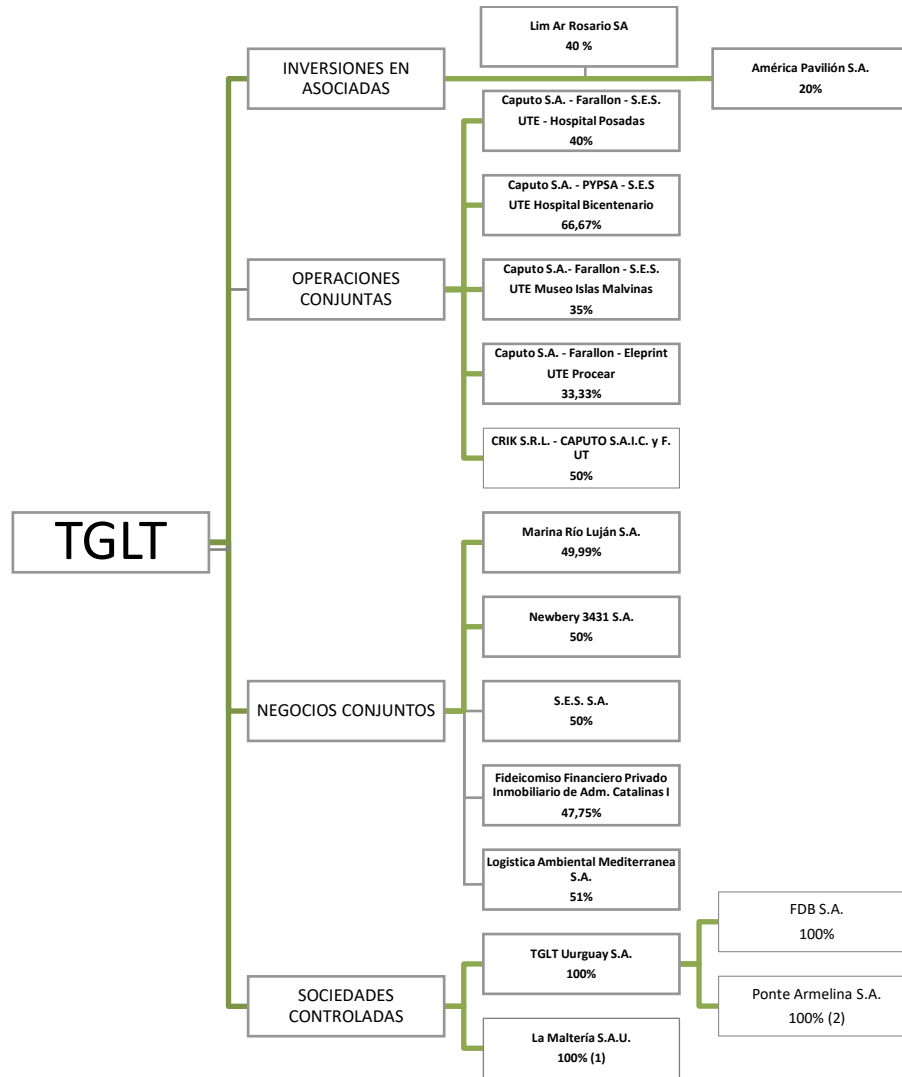 TGLT
INVERSIONES EN
ASOCIADAS
Lim Ar Rosario SA
40 %
América Pavilión S.A.
20%
OPERACIONES
CONJUNTAS
Caputo S.A. - Farallon - S.E.S.
UTE - Hospital Posadas
40%
Caputo S.A. - PYPSA - S.E.S
UTE Hospital Bicentenario
66,67%
Caputo S.A.- Farallon - S.E.S.
UTE Museo Islas Malvinas
35%
Caputo S.A. - Farallon - Eleprint
UTE Procear
33,33%
CRIK S.R.L. - CAPUTO S.A.I.C. y F.
UT
50%
NEGOCIOS CONJUNTOS
Marina Río Luján S.A.
49,99%
Newbery 3431 S.A.
50%
S.E.S. S.A.
50%
Fideicomiso Financiero Privado
Inmobiliario de Adm. Catalinas I
47,75%
Logistica Ambiental Mediterranea
S.A.
51%
SOCIEDADES
CONTROLADAS
TGLT Uurguay S.A.
100%
FDB S.A.
100%
Ponte Armelina S.A.
100% (2)
La Maltería S.A.U.
100% (1)